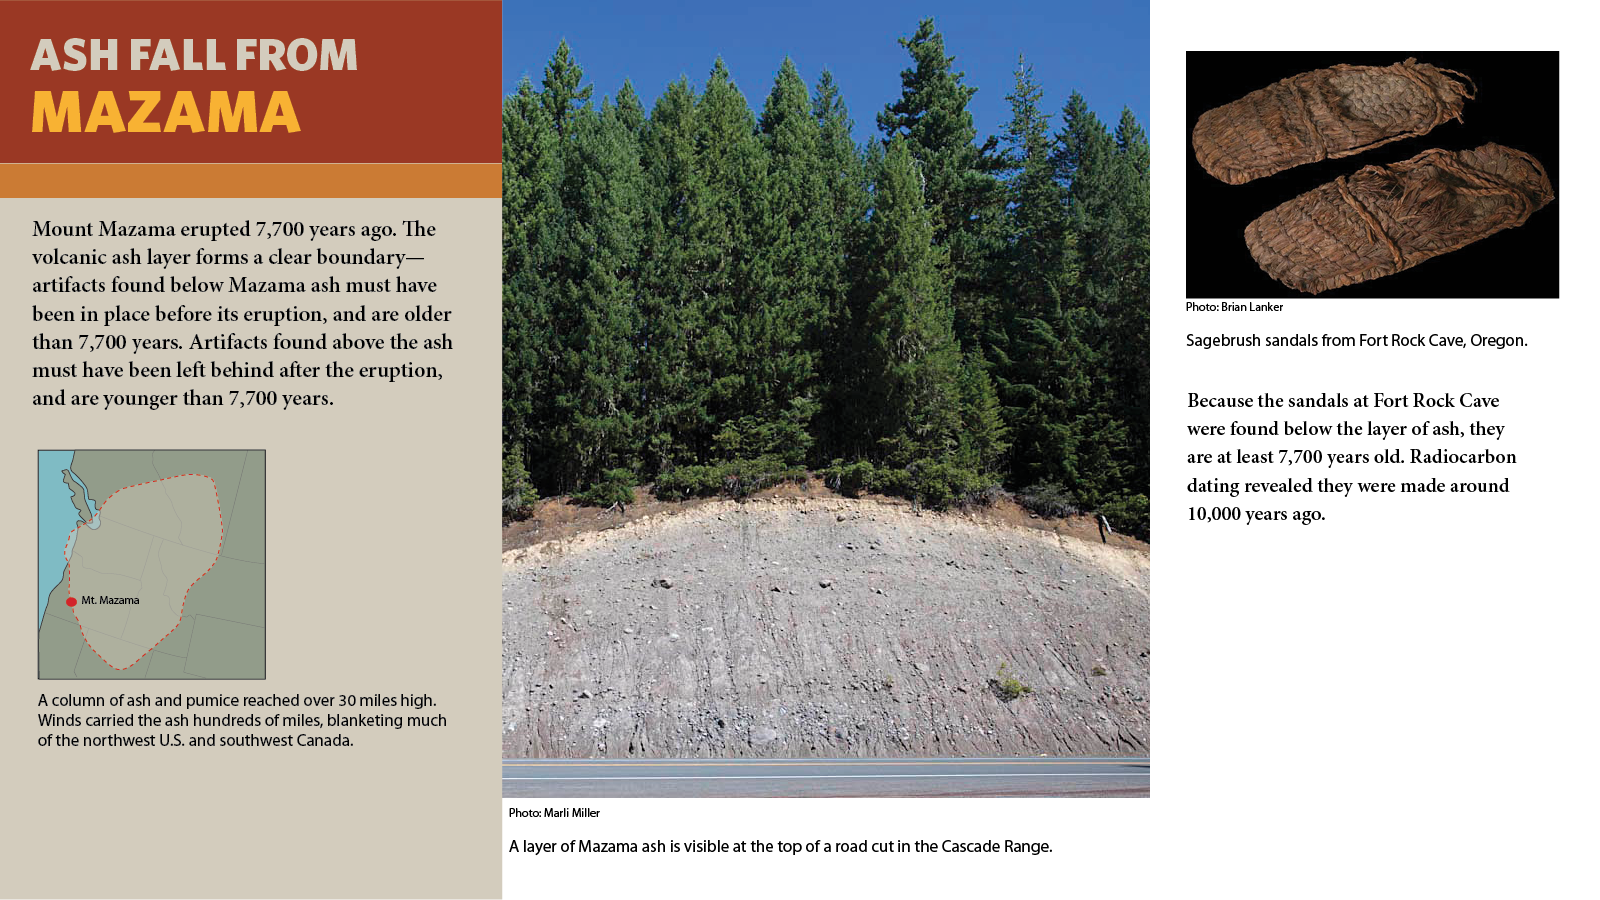 ASH FALL FROM
MAZAMA
Mount Mazama erupted 7,700 years ago. The
volcanic ash layer forms a clear boundary—
artifacts found below Mazama ash must have
been in place before its eruption, and are older
than 7,700 years. Artifacts found above the ash
must have been left behind after the eruption,
and are younger than 7,700 years.
Mt. Mazama
A column of ash and pumice reached over 30 miles high.
Winds carried the ash hundreds of miles, blanketing much
of the northwest U.S. and southwest Canada.
Photo: Marli Miller
A layer of Mazama ash is visible at the top of a road cut in the Cascade Range.
Photo: Brian Lanker
Sagebrush sandals from Fort Rock Cave, Oregon.
Because the sandals at Fort Rock Cave
were found below the layer of ash, they
are at least 7,700 years old. Radiocarbon
dating revealed they were made around
10,000 years ago.